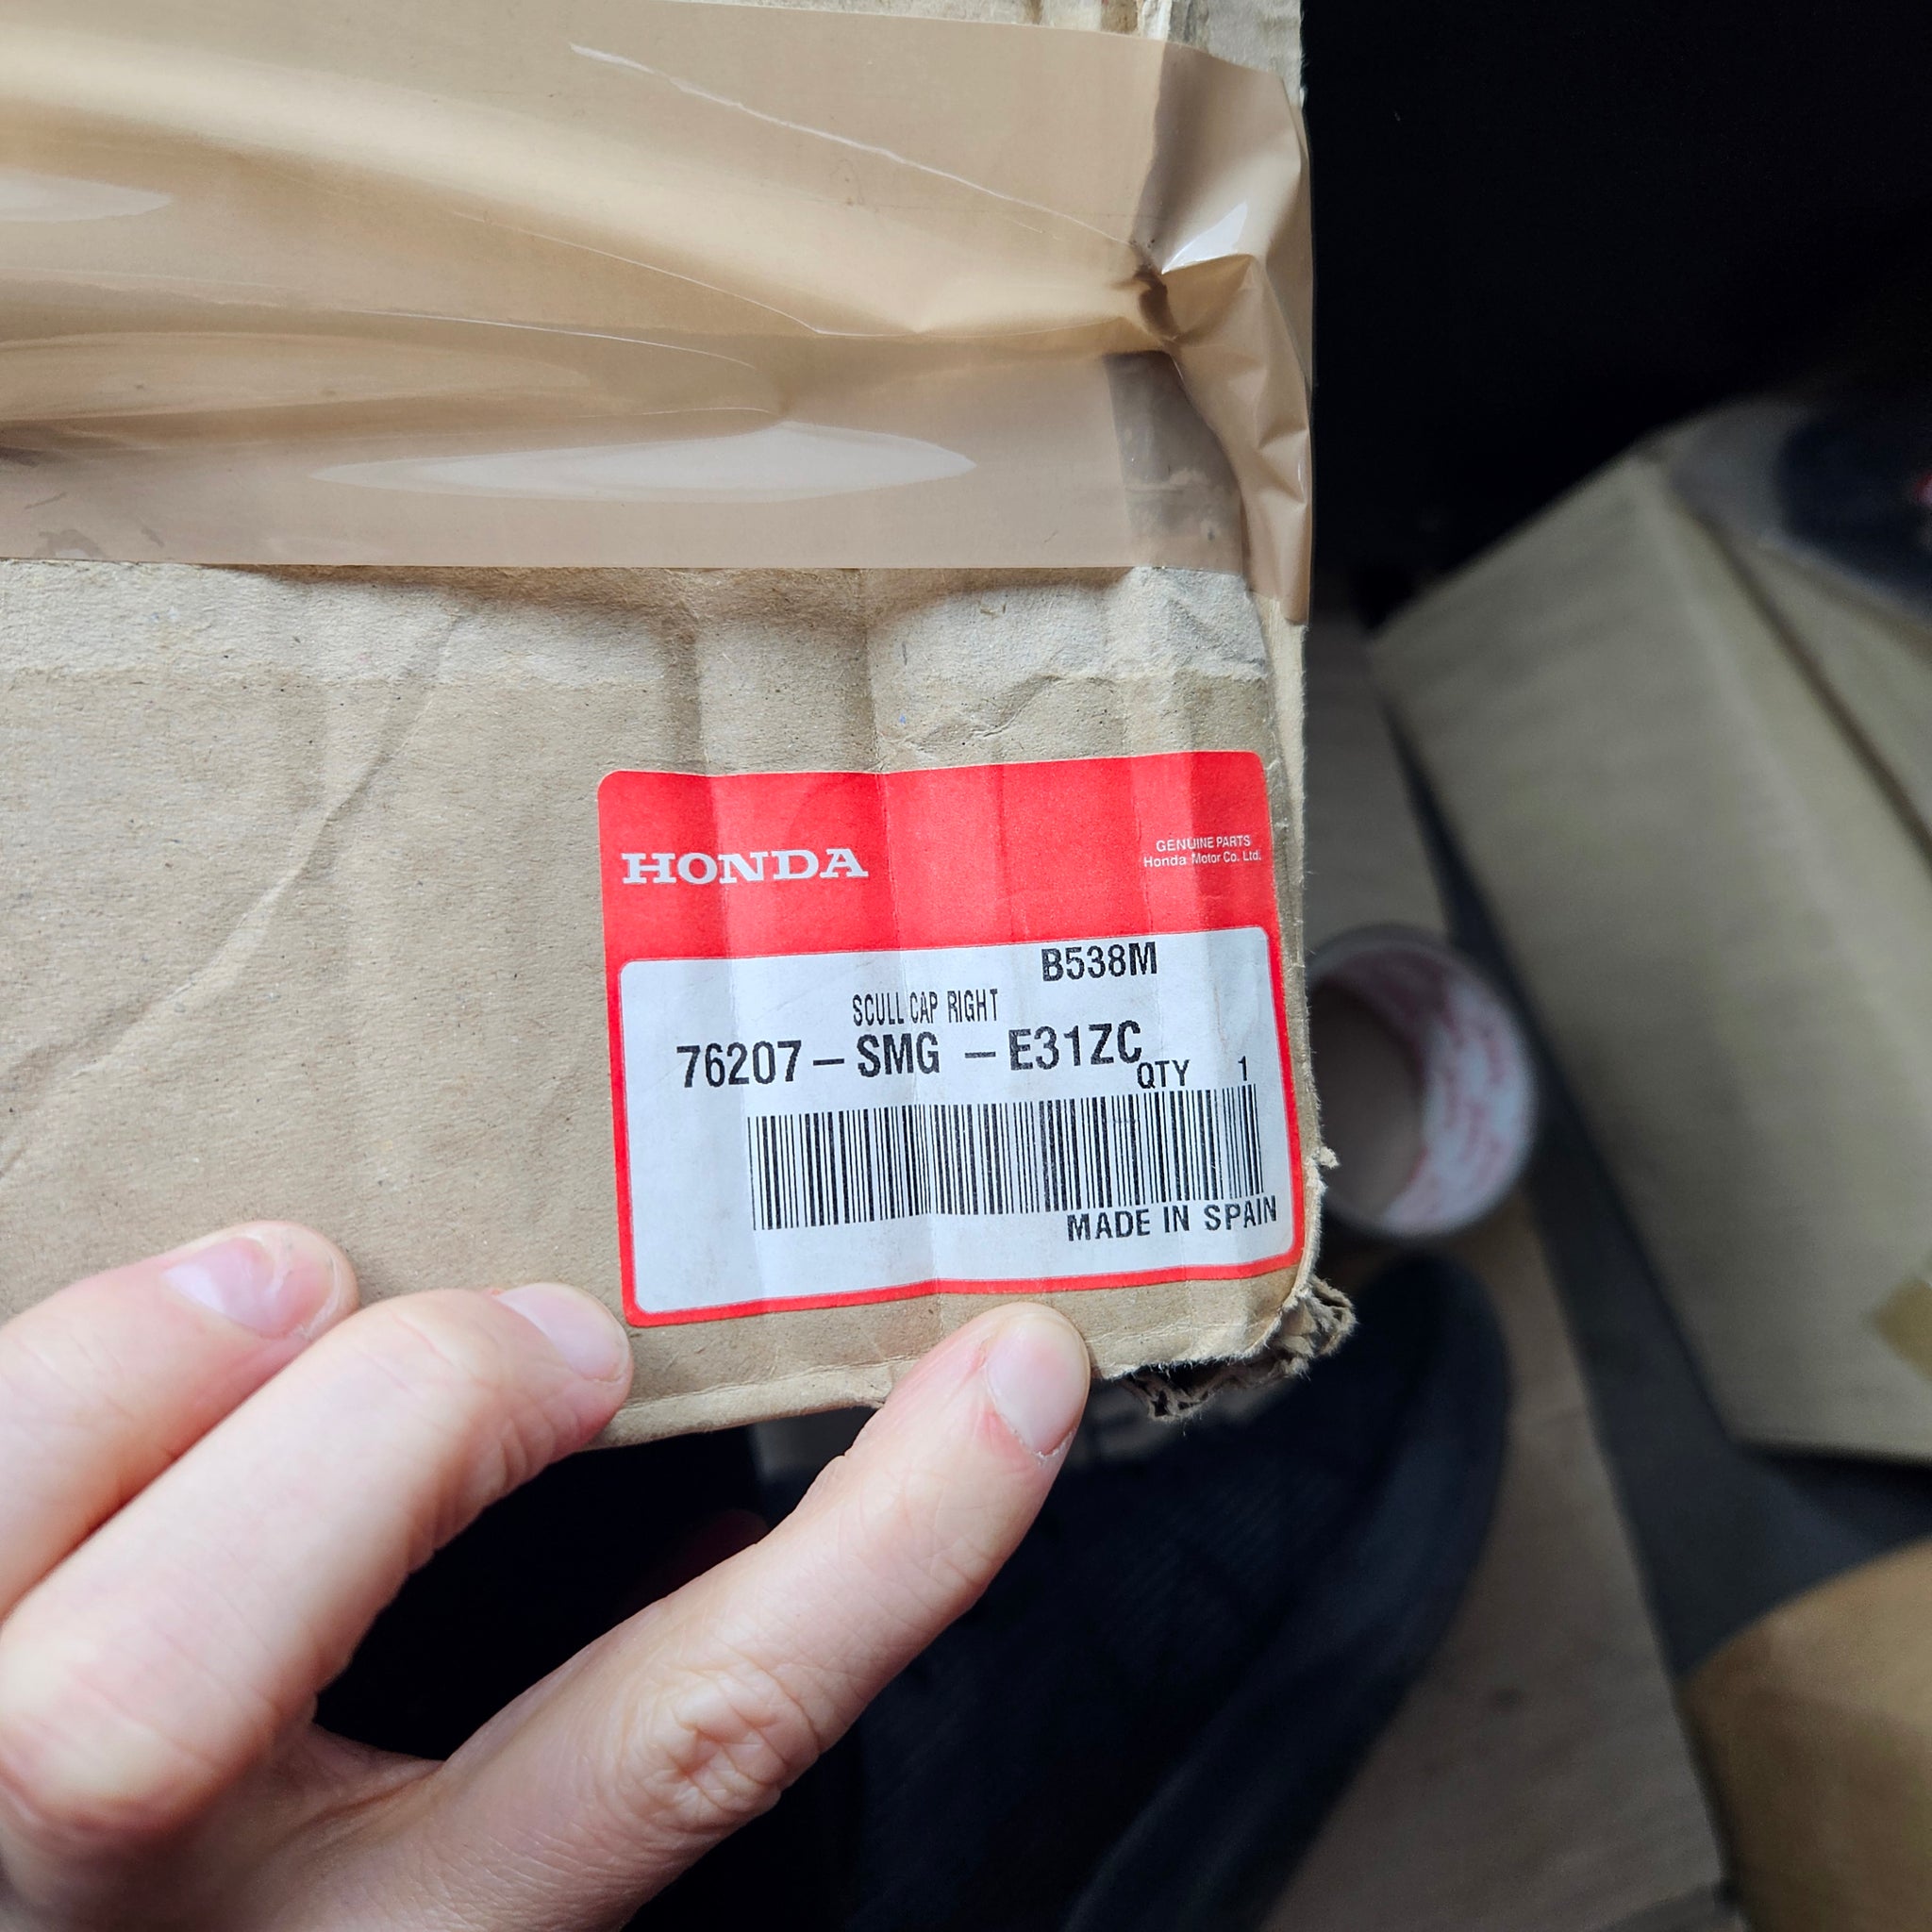 HONDA
GENUINE PARTS
Honda Motor Co. Ltd.
B538M
SCULL CAP RIGHT
76207-SMG -E31ZC
QTY 1
MADE IN SPAIN